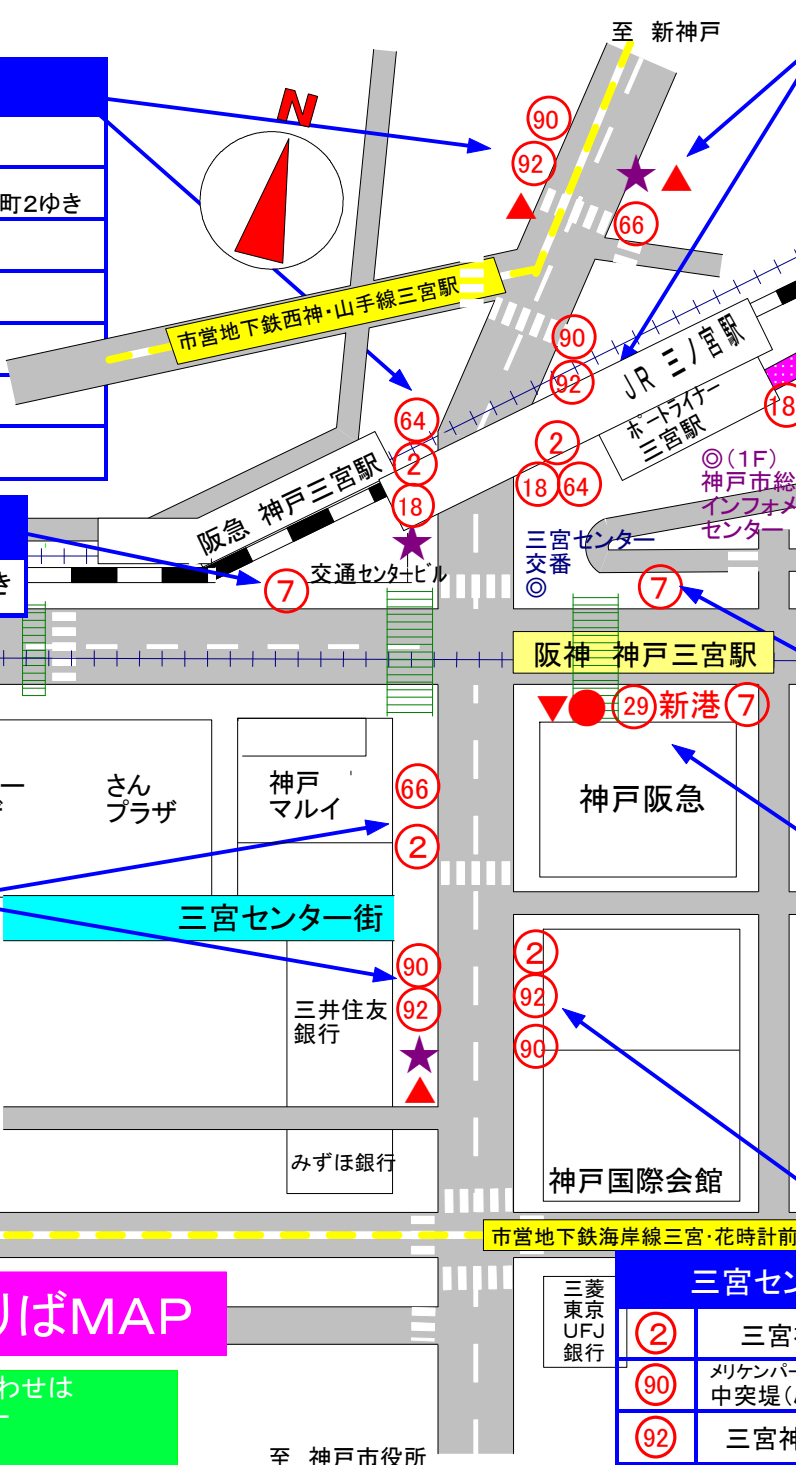 至 新神戸
N
町2ゆき
90
92
66
市営地下鉄西神・山手線三宮駅
90
92
JR 三ノ宮駅
ポートライナー
三宮駅
18
64
2
18
2
18
64
阪急 神戸三宮駅
◎(1F)
神戸市総
インフォメ
センター
三宮センター
交番
◎
交通センタービル
き
7
7
阪神 神戸三宮駅
29
新港
7
さん
プラザ
神戸
マルイ
神戸阪急
66
2
三宮センター街
90
92
2
92
90
三井住友
銀行
みずほ銀行
神戸国際会館
市営地下鉄海岸線三宮・花時計前
りばMAP
三菱
東京
UFJ
銀行
三宮セン
2
三宮
90
メリケンパー
中突堤(
92
三宮神
わせは
ー
至 神戸市役所